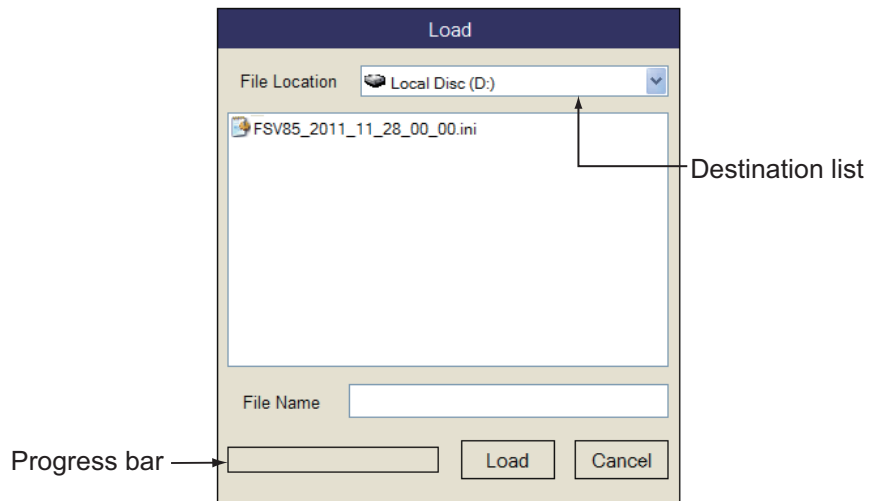 Load
File Location
Local Disc (D:)
FSV85_2011_11_28_00_00.ini
Destination list
File Name
Progress bar
Load
Cancel